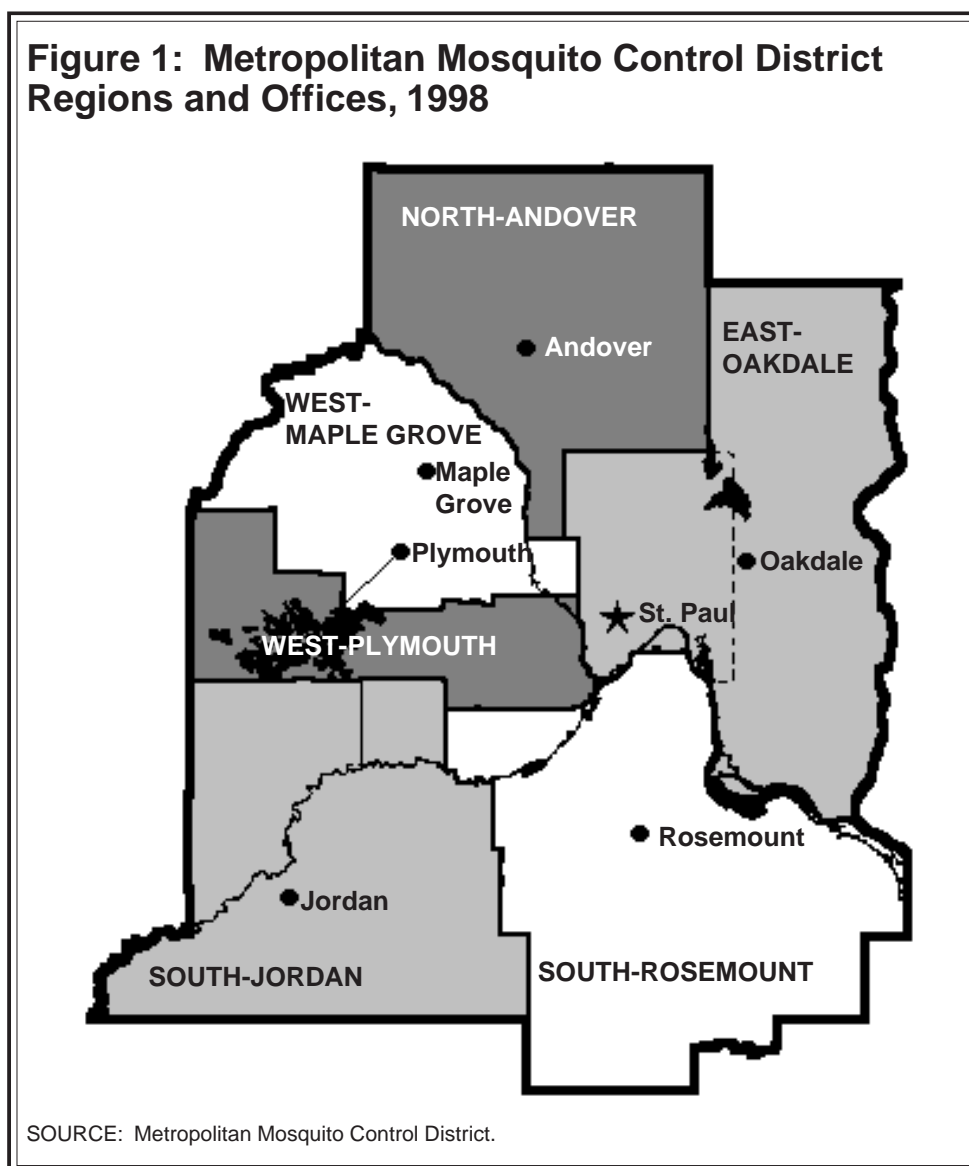 Figure 1: Metropolitan Mosquito Control District
Regions and Offices, 1998
NORTH-ANDOVER
Andover
EAST-
OAKDALE
WEST-
MAPLE GROVE
Maple
Grove
Plymouth
Oakdale
St. Paul
WEST-PLYMOUTH
Rosemount
Jordan
SOUTH-JORDAN
SOUTH-ROSEMOUNT
SOURCE: Metropolitan Mosquito Control District.